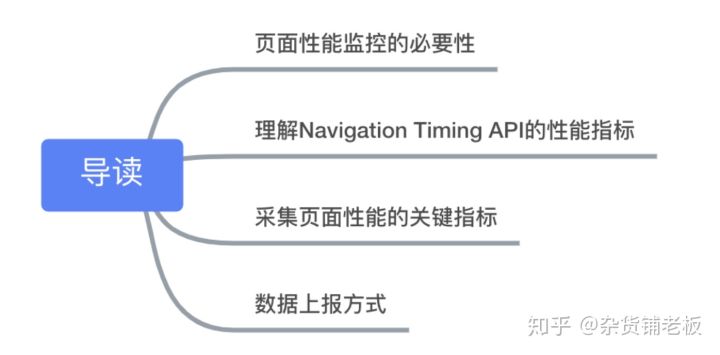 页面性能监控的必要性
理解Navigation Timing API的性能指标
导读
采集页面性能的关键指标
数据上报方式
知乎 @杂货铺老板